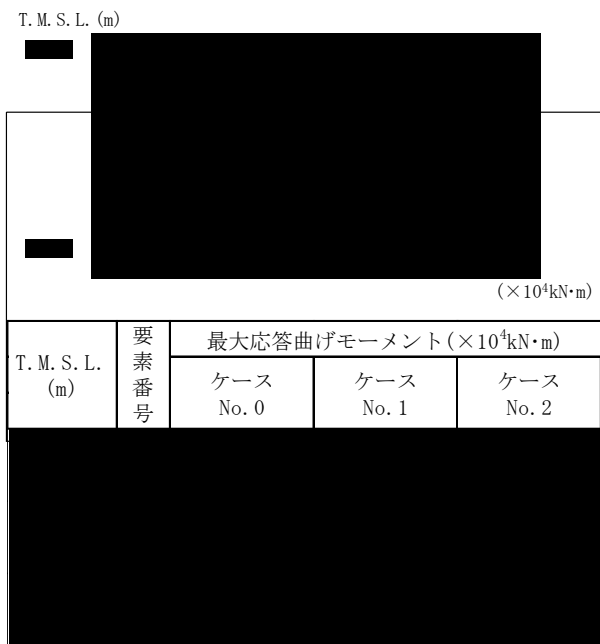 T.M.S.L.(m)
(×10⁴kN・m)
T.M.S.L.
(m)
要素番号
最大応答曲げモーメント(×10⁴kN・m)
ケース
No.0
ケース
No.1
ケース
No.2